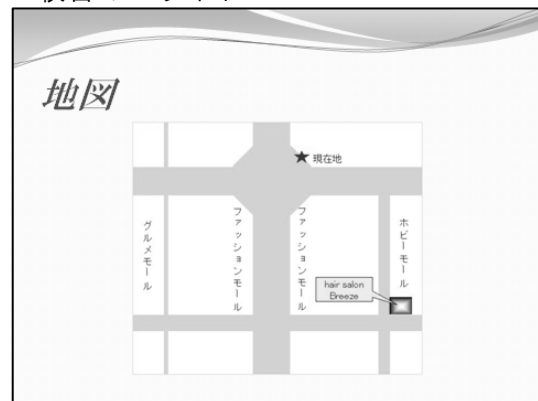 地図
現在地
グルメモール
ファッションモール
ファッションモール
ホビーモール
hair salon
Breeze